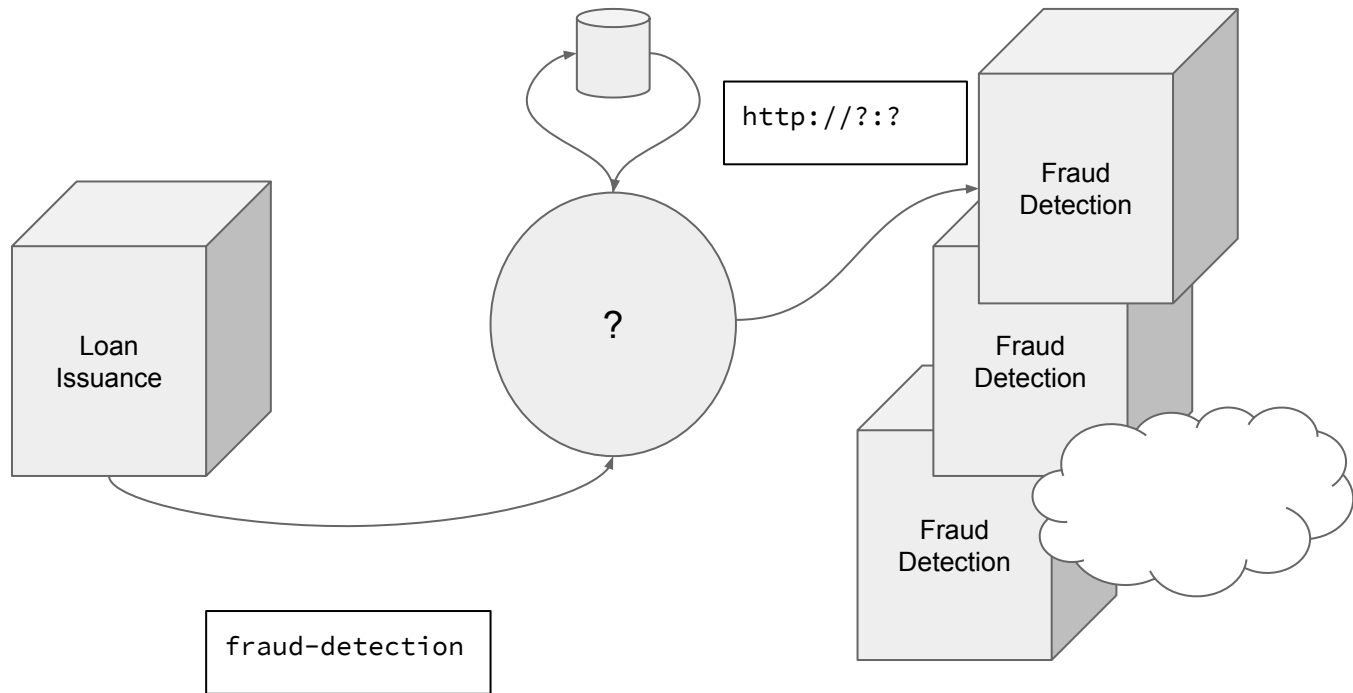 http://?:?
Fraud
Detection
Loan
Issuance
?
Fraud
Detection
Fraud
Detection
fraud-detection